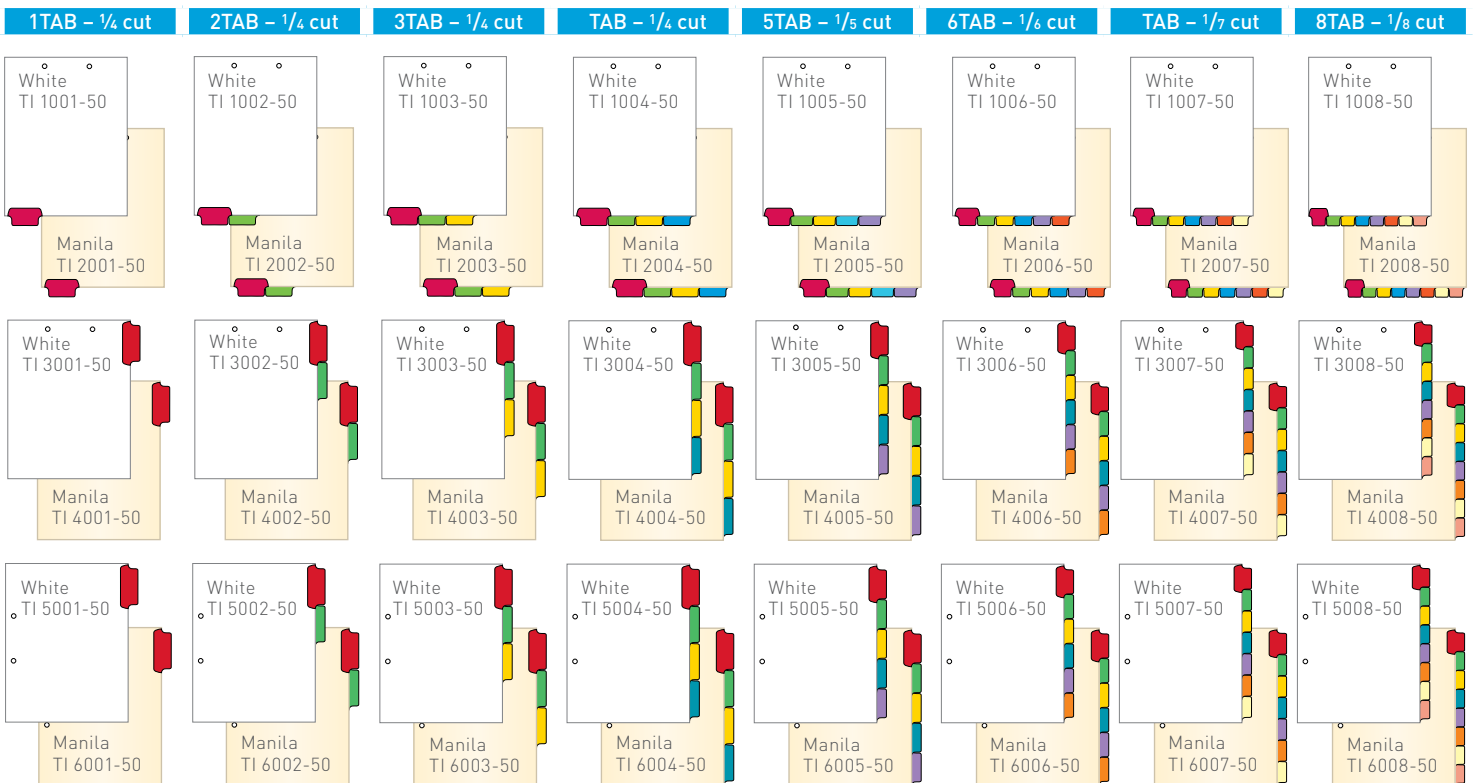 1TAB – ¼ cut
2TAB – 1/4 cut
3TAB – 1/4 cut
TAB – 1/4 cut
5TAB – 1/5 cut
6TAB – 1/6 cut
TAB – 1/7 cut
8TAB – 1/8 cut
White
TI 1001-50
White
TI 1002-50
White
TI 1003-50
White
TI 1004-50
White
TI 1005-50
White
TI 1006-50
White
TI 1007-50
White
TI 1008-50
Manila
TI 2001-50
Manila
TI 2002-50
Manila
TI 2003-50
Manila
TI 2004-50
Manila
TI 2005-50
Manila
TI 2006-50
Manila
TI 2007-50
Manila
TI 2008-50
White
TI 3001-50
White
TI 3002-50
White
TI 3003-50
White
TI 3004-50
White
TI 3005-50
White
TI 3006-50
White
TI 3007-50
White
TI 3008-50
Manila
TI 4001-50
Manila
TI 4002-50
Manila
TI 4003-50
Manila
TI 4004-50
Manila
TI 4005-50
Manila
TI 4006-50
Manila
TI 4007-50
Manila
TI 4008-50
White
TI 5001-50
White
TI 5002-50
White
TI 5003-50
White
TI 5004-50
White
TI 5005-50
White
TI 5006-50
White
TI 5007-50
White
TI 5008-50
Manila
TI 6001-50
Manila
TI 6002-50
Manila
TI 6003-50
Manila
TI 6004-50
Manila
TI 6005-50
Manila
TI 6006-50
Manila
TI 6007-50
Manila
TI 6008-50